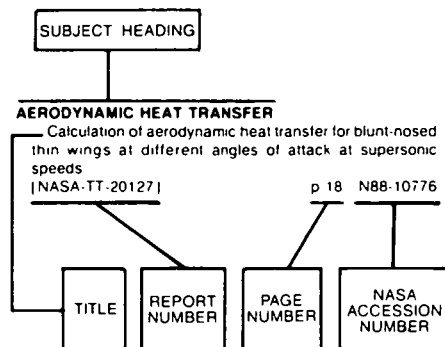 SUBJECT HEADING
AERODYNAMIC HEAT TRANSFER
Calculation of aerodynamic heat transfer for blunt-nosed
thin wings at different angles of attack at supersonic
speeds
[NASA-TT-20127] p 18 N88-10776
TITLE
REPORT
NUMBER
PAGE
NUMBER
NASA
ACCESSION
NUMBER